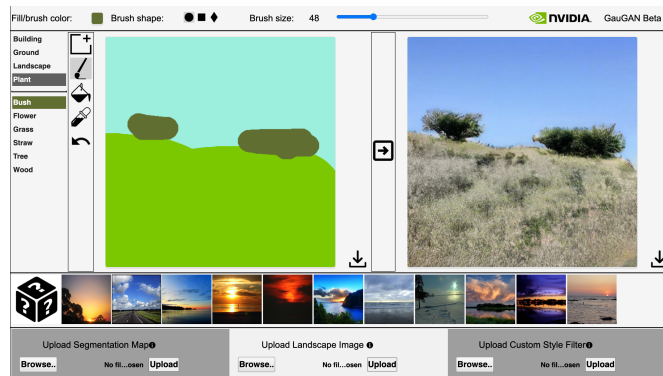 Fill/brush color: Brush shape: Brush size: 48 NVIDIA. GauGAN Beta
Building
Ground
Landscape
Plant
Bush
Flower
Grass
Straw
Tree
Wood
? ? ?
Upload Segmentation Map Upload Landscape Image Upload Custom Style Filter
Browse.. No fil...osen Upload Browse.. No fil...osen Upload Browse.. No fil...osen Upload